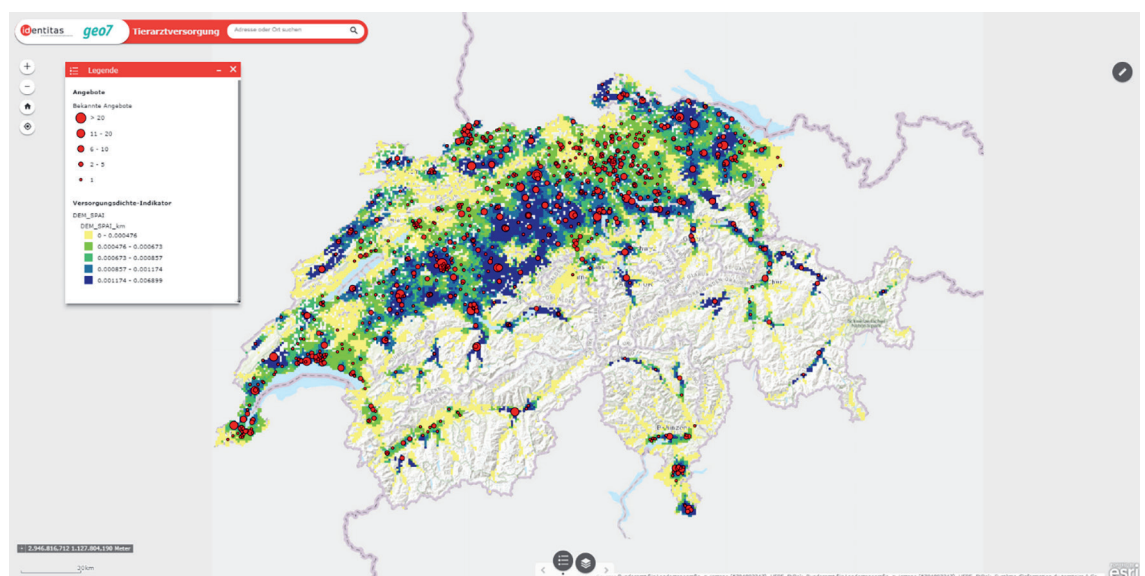 identitas geo7 Tierarztversorgung Adresse oder Ort suchen
Legende
Angebote
Bekannte Angebote
> 20
11 - 20
6 - 10
2 - 5
1
Versorgungsdichte-Indikator
DEM_SPAI
DEM_SPAI_km
0 - 0.000476
0.000476 - 0.000673
0.000673 - 0.000857
0.000857 - 0.001174
0.001174 - 0.006899
2.946.816,712 1.127.804,190 Meter
20km
esri